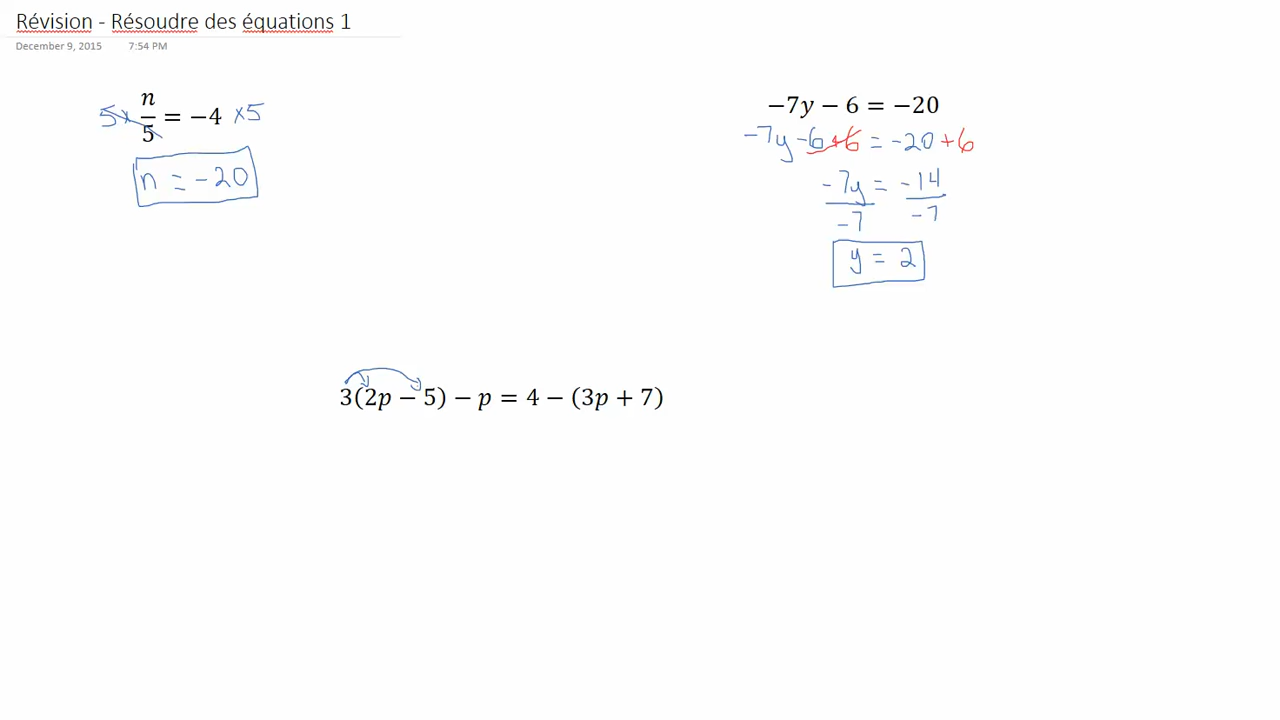 Révision - Résoudre des équations 1
December 9, 2015 7:54 PM
5× n/5 = −4 ×5
n = -20
−7y − 6 = −20
-7y -6 +6 = -20 +6
-7y/-7 = -14/-7
y = 2
3(2p − 5) − p = 4 − (3p + 7)